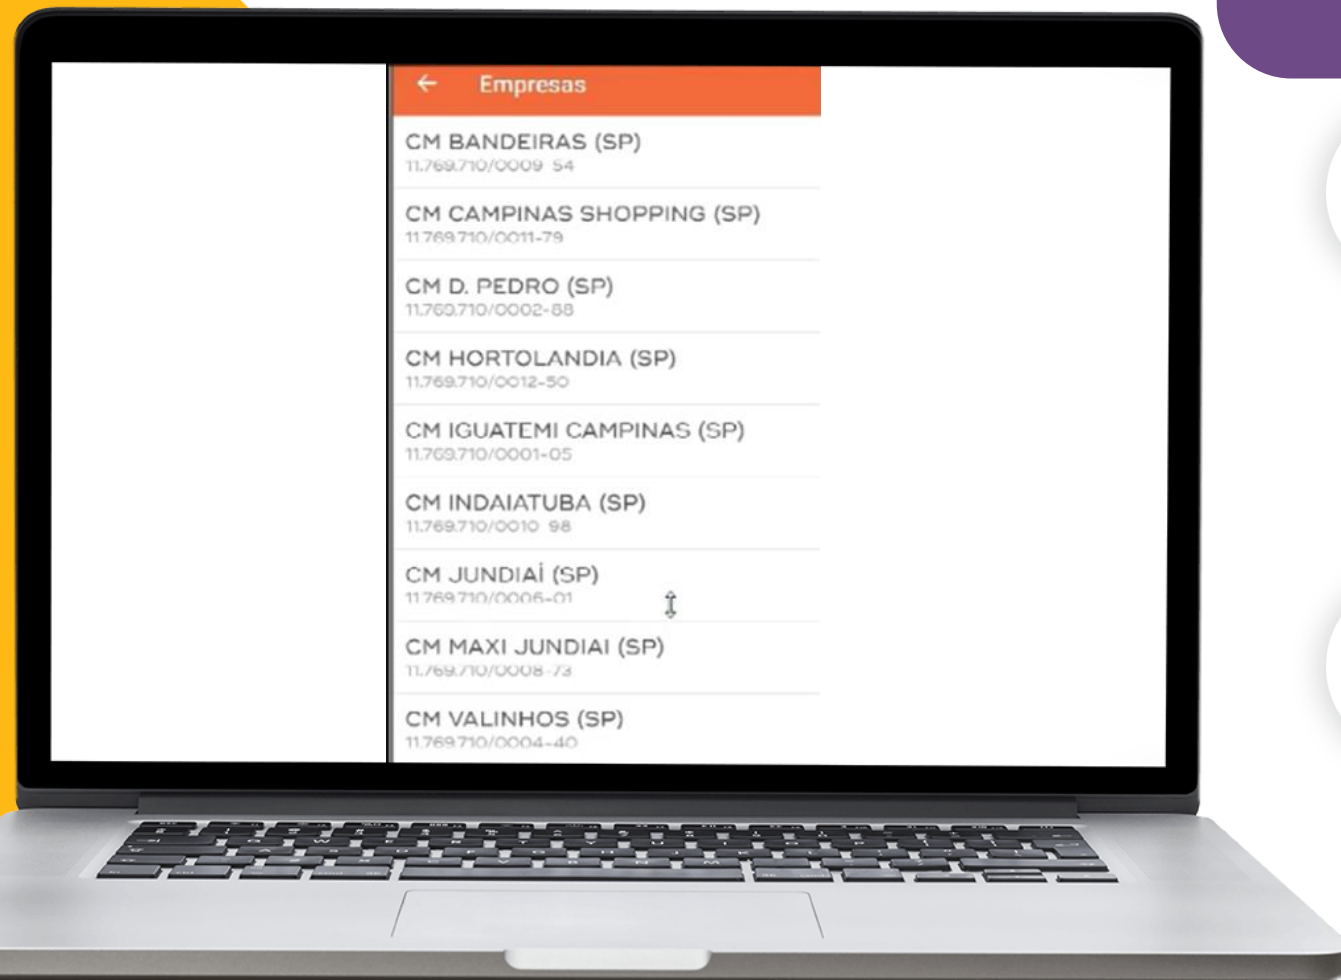 ← Empresas
CM BANDEIRAS (SP)
11.769.710/0009-54
CM CAMPINAS SHOPPING (SP)
11.769.710/0011-79
CM D. PEDRO (SP)
11.769.710/0002-88
CM HORTOLANDIA (SP)
11.769.710/0012-50
CM IGUATEMI CAMPINAS (SP)
11.769.710/0001-05
CM INDAIATUBA (SP)
11.769.710/0010-98
CM JUNDIAÍ (SP)
11.769.710/0006-01
CM MAXI JUNDIAI (SP)
11.769.710/0008-73
CM VALINHOS (SP)
11.769.710/0004-40